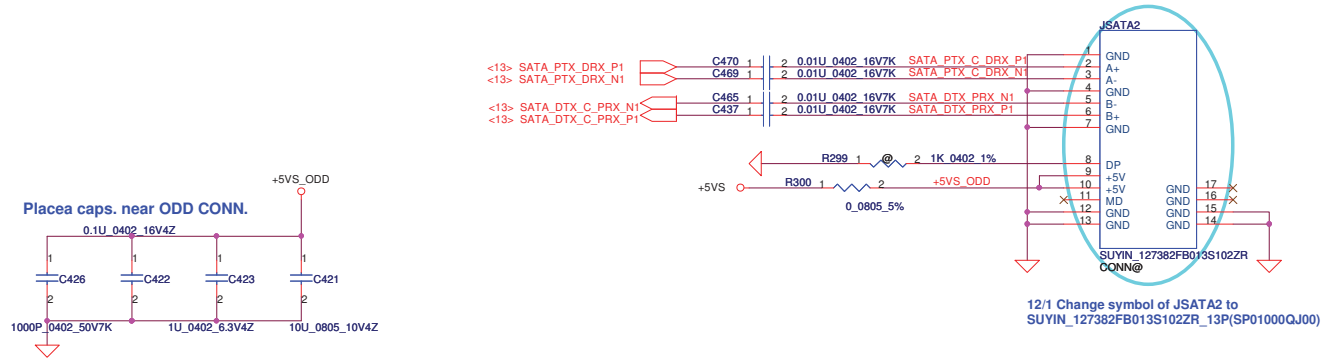 JSATA2
<13> SATA_PTX_DRX_P1 C470 1 2 0.01U_0402_16V7K SATA_PTX_C_DRX_P1 1 GND
<13> SATA_PTX_DRX_N1 C469 1 2 0.01U_0402_16V7K SATA_PTX_C_DRX_N1 2 A+
3 A-
4 GND
<13> SATA_DTX_C_PRX_N1 C465 1 2 0.01U_0402_16V7K SATA_DTX_PRX_N1 5 B-
<13> SATA_DTX_C_PRX_P1 C437 1 2 0.01U_0402_16V7K SATA_DTX_PRX_P1 6 B+
7 GND
R299 1 @ 2 1K_0402_1% 8 DP
9 +5V
+5VS R300 1 2 +5VS_ODD 10 +5V GND 17
0_0805_5% 11 MD GND 16
12 GND GND 15
13 GND GND 14
SUYIN_127382FB013S102ZR
CONN@
12/1 Change symbol of JSATA2 to
SUYIN_127382FB013S102ZR_13P(SP01000QJ00)
+5VS_ODD
Placea caps. near ODD CONN.
0.1U_0402_16V4Z
1 1 1 1
C426 C422 C423 C421
2 2 2 2
1000P_0402_50V7K 1U_0402_6.3V4Z 10U_0805_10V4Z